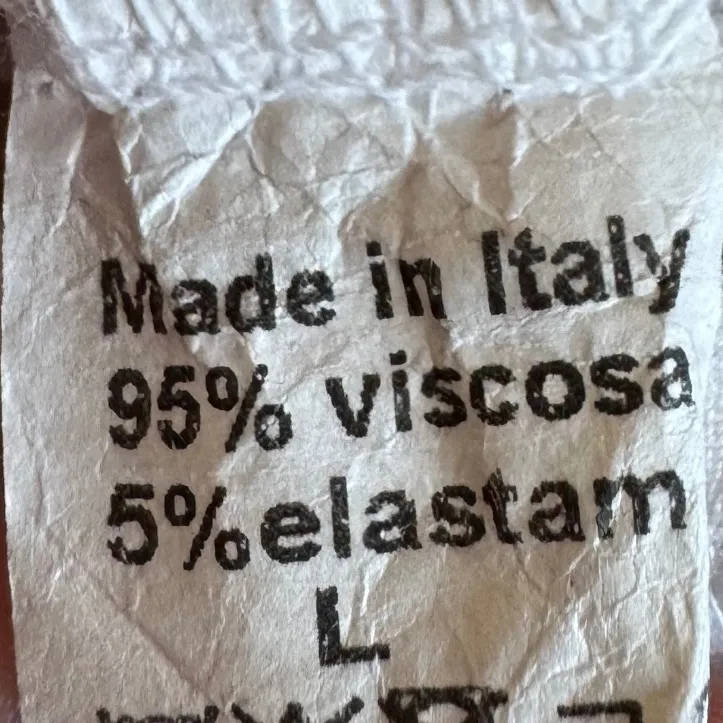 Made in Italy
95% viscosa
5%elastam
L